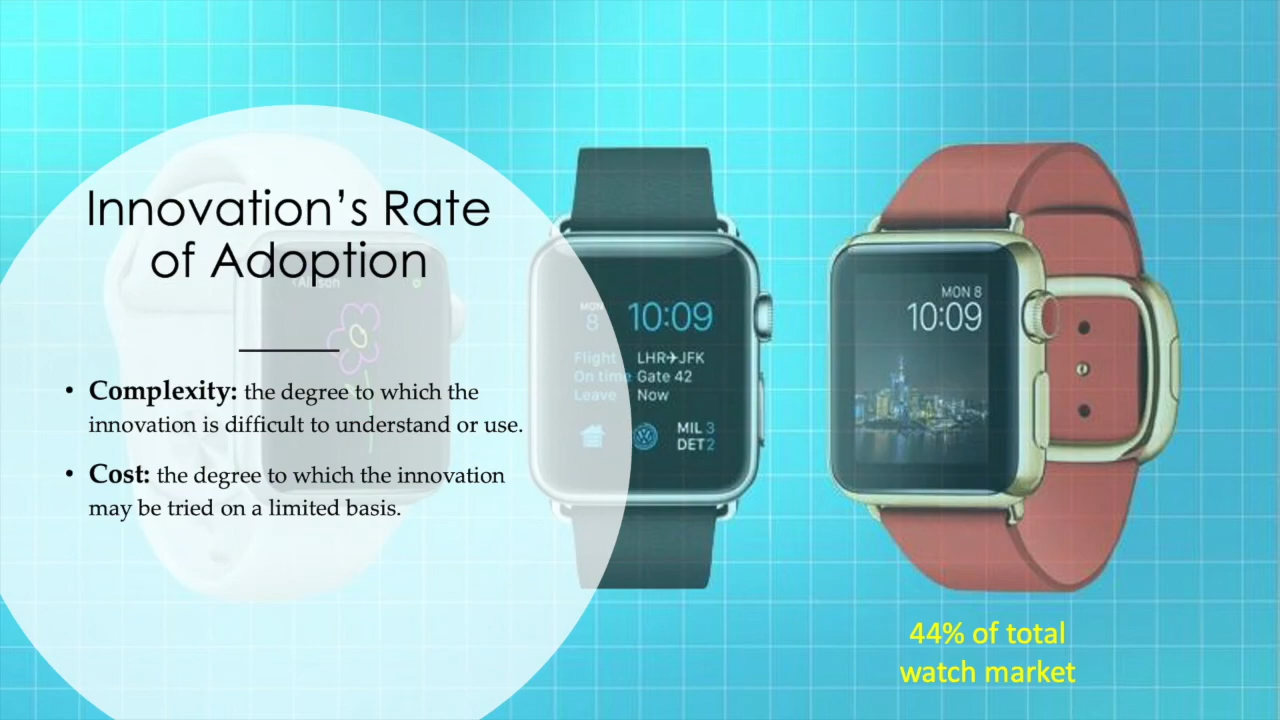 Innovation’s Rate
of Adoption
• Complexity: the degree to which the
innovation is difficult to understand or use.
• Cost: the degree to which the innovation
may be tried on a limited basis.
MON
8
10:09
Flight LHR✈JFK
On time Gate 42
Leave Now
MIL 3
DET 2
MON 8
10:09
44% of total
watch market